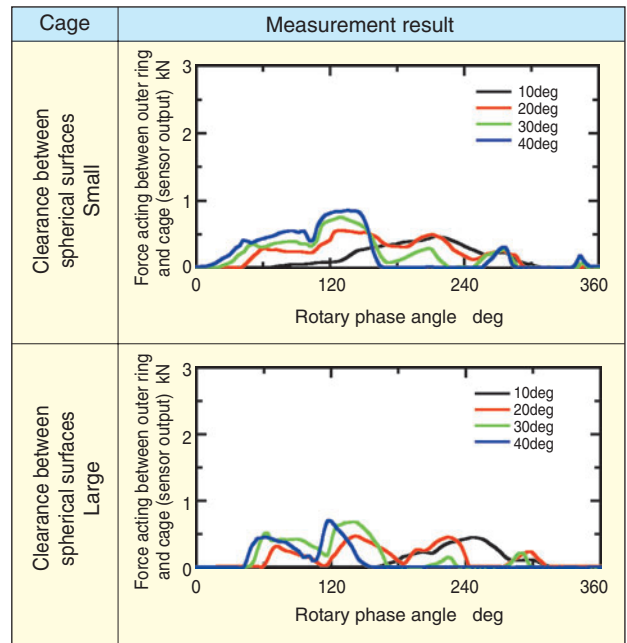 Cage
Measurement result
Clearance between
spherical surfaces
Small
Force acting between outer ring
and cage (sensor output) kN
3
2
1
0
0
120
240
360
Rotary phase angle deg
10deg
20deg
30deg
40deg
Clearance between
spherical surfaces
Large
Force acting between outer ring
and cage (sensor output) kN
3
2
1
0
0
120
240
360
Rotary phase angle deg
10deg
20deg
30deg
40deg